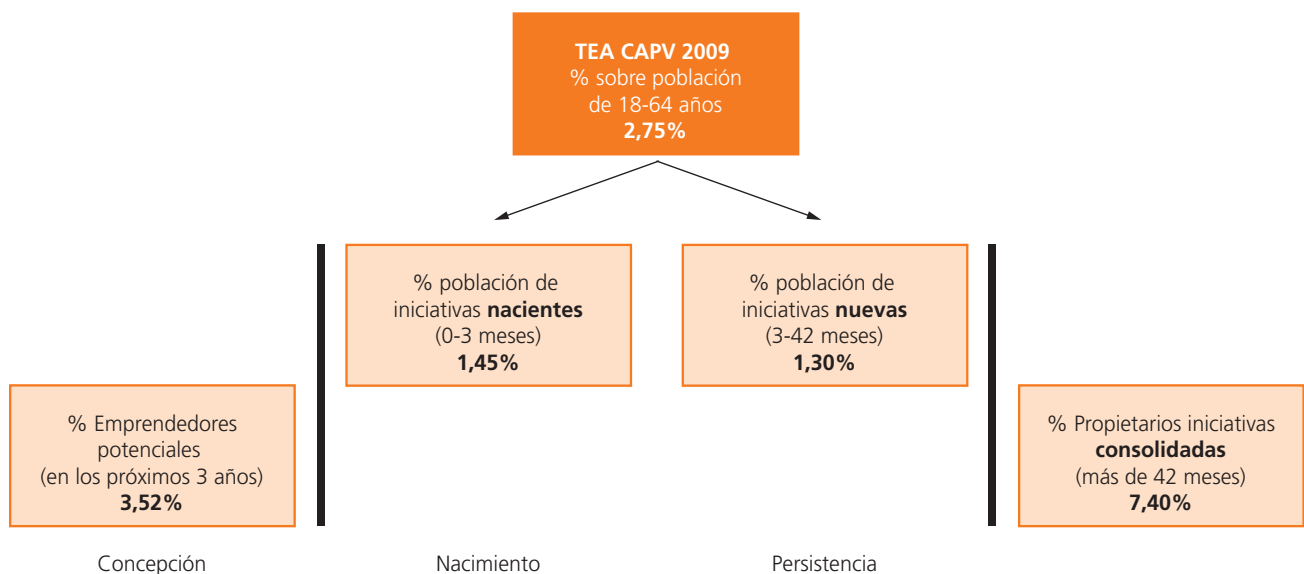 TEA CAPV 2009
% sobre población
de 18-64 años
2,75%
% población de
iniciativas nacientes
(0-3 meses)
1,45%
% población de
iniciativas nuevas
(3-42 meses)
1,30%
% Emprendedores
potenciales
(en los próximos 3 años)
3,52%
% Propietarios iniciativas
consolidadas
(más de 42 meses)
7,40%
Concepción
Nacimiento
Persistencia